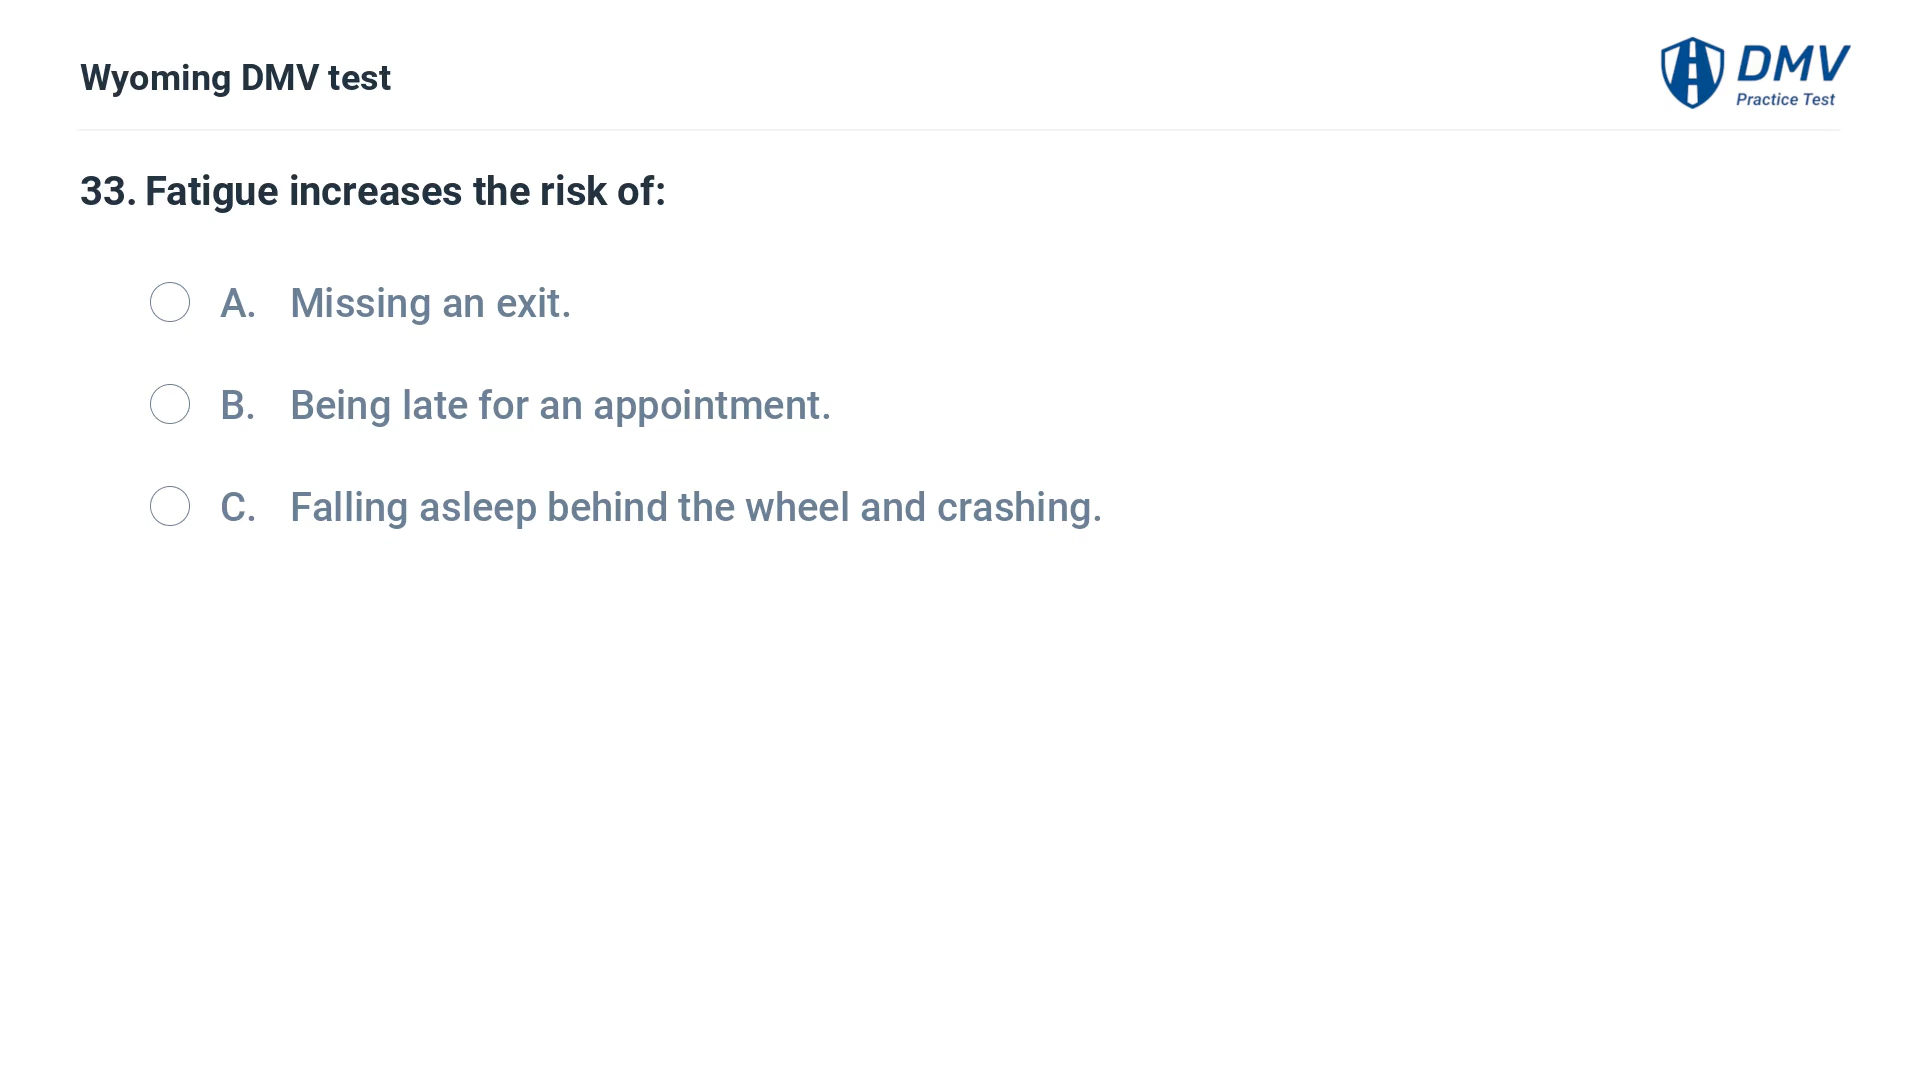 Wyoming DMV test
DMV
Practice Test
33. Fatigue increases the risk of:
A. Missing an exit.
B. Being late for an appointment.
C. Falling asleep behind the wheel and crashing.